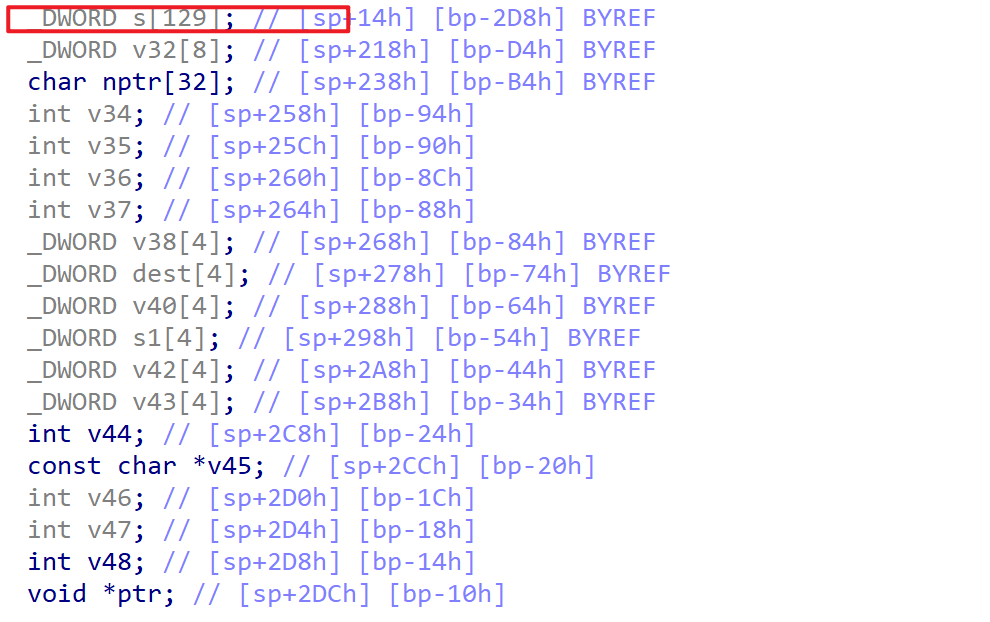 _DWORD s[129]; // [sp+14h] [bp-2D8h] BYREF
_DWORD v32[8]; // [sp+218h] [bp-D4h] BYREF
char nptr[32]; // [sp+238h] [bp-B4h] BYREF
int v34; // [sp+258h] [bp-94h]
int v35; // [sp+25Ch] [bp-90h]
int v36; // [sp+260h] [bp-8Ch]
int v37; // [sp+264h] [bp-88h]
_DWORD v38[4]; // [sp+268h] [bp-84h] BYREF
_DWORD dest[4]; // [sp+278h] [bp-74h] BYREF
_DWORD v40[4]; // [sp+288h] [bp-64h] BYREF
_DWORD s1[4]; // [sp+298h] [bp-54h] BYREF
_DWORD v42[4]; // [sp+2A8h] [bp-44h] BYREF
_DWORD v43[4]; // [sp+2B8h] [bp-34h] BYREF
int v44; // [sp+2C8h] [bp-24h]
const char *v45; // [sp+2CCh] [bp-20h]
int v46; // [sp+2D0h] [bp-1Ch]
int v47; // [sp+2D4h] [bp-18h]
int v48; // [sp+2D8h] [bp-14h]
void *ptr; // [sp+2DCh] [bp-10h]